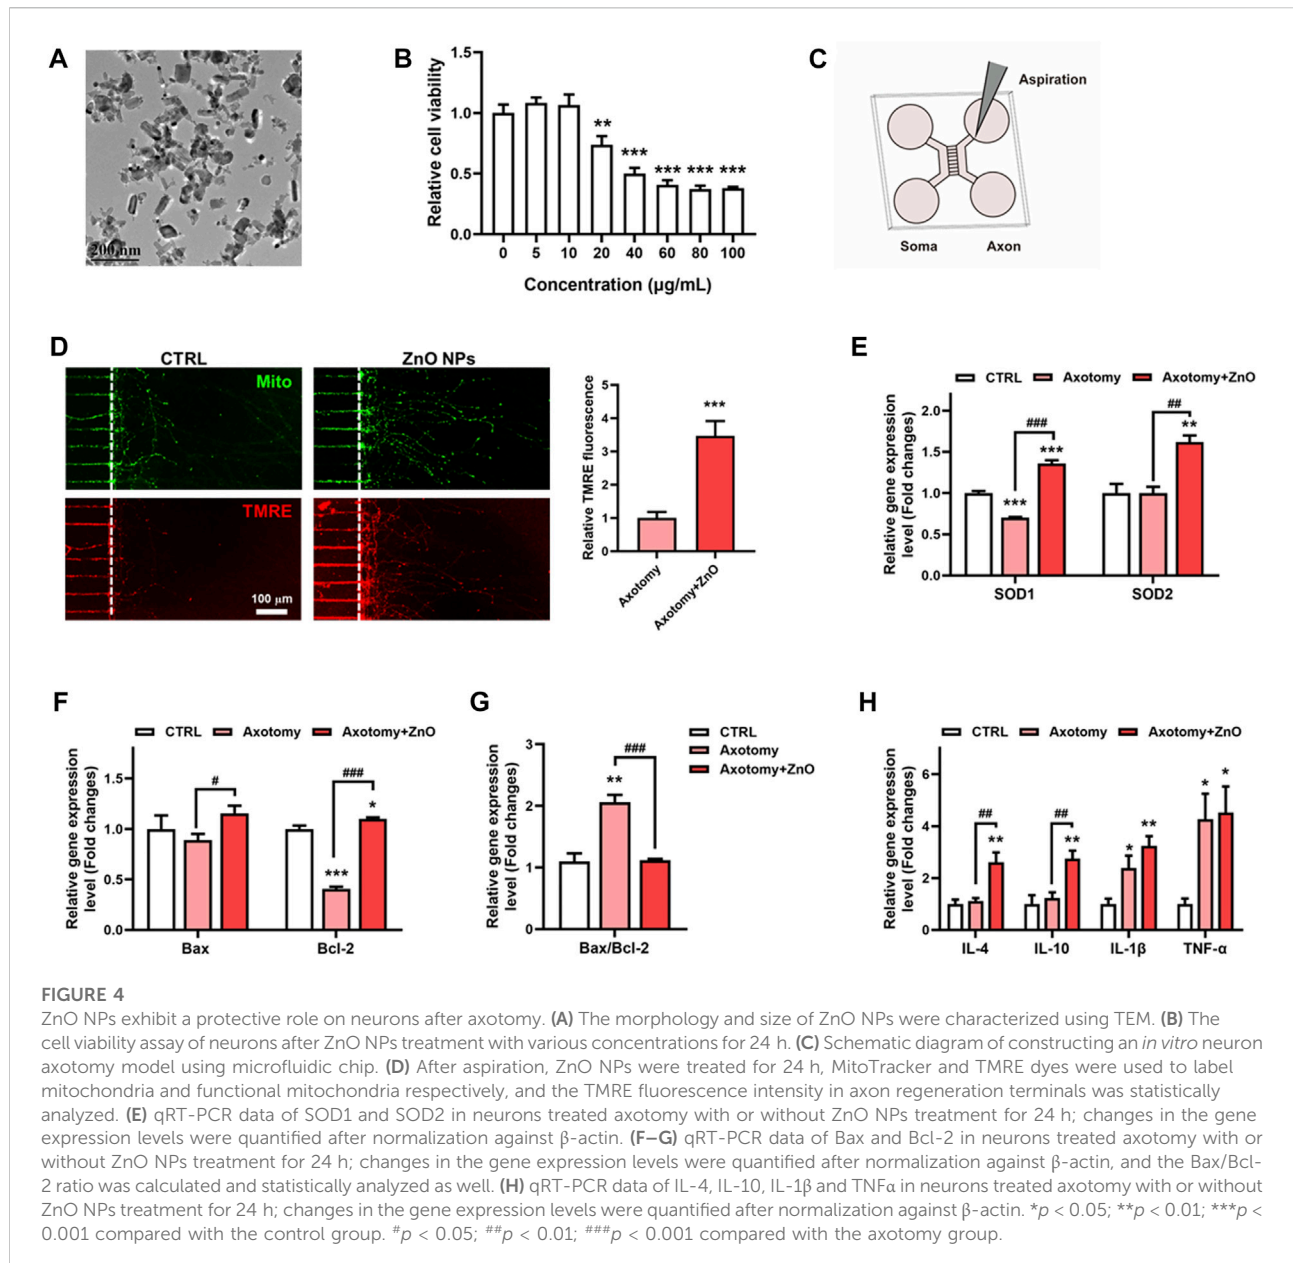 A
200 nm
B
Relative cell viability
1.5
1.0
0.5
0.0
**
***
***
***
***
0 5 10 20 40 60 80 100
Concentration (µg/mL)
C
Aspiration
Soma Axon
D
CTRL
ZnO NPs
Mito
TMRE
100 µm
Relative TMRE fluorescence
5
4
3
2
1
0
***
Axotomy
Axotomy+ZnO
E
CTRL Axotomy Axotomy+ZnO
Relative gene expression
level (Fold changes)
2.0
1.5
1.0
0.5
0.0
***
###
***
##
**
SOD1 SOD2
F
CTRL Axotomy Axotomy+ZnO
Relative gene expression
level (Fold changes)
1.5
1.0
0.5
0.0
#
***
###
*
Bax Bcl-2
G
CTRL
Axotomy
Axotomy+ZnO
Relative gene expression
level (Fold changes)
3
2
1
0
**
###
Bax/Bcl-2
H
CTRL Axotomy Axotomy+ZnO
Relative gene expression
level (Fold changes)
6
4
2
0
##
**
##
**
*
**
*
*
IL-4 IL-10 IL-1β TNF-α
FIGURE 4
ZnO NPs exhibit a protective role on neurons after axotomy. (A) The morphology and size of ZnO NPs were characterized using TEM. (B) The
cell viability assay of neurons after ZnO NPs treatment with various concentrations for 24 h. (C) Schematic diagram of constructing an in vitro neuron
axotomy model using microfluidic chip. (D) After aspiration, ZnO NPs were treated for 24 h, MitoTracker and TMRE dyes were used to label
mitochondria and functional mitochondria respectively, and the TMRE fluorescence intensity in axon regeneration terminals was statistically
analyzed. (E) qRT-PCR data of SOD1 and SOD2 in neurons treated axotomy with or without ZnO NPs treatment for 24 h; changes in the gene
expression levels were quantified after normalization against β-actin. (F–G) qRT-PCR data of Bax and Bcl-2 in neurons treated axotomy with or
without ZnO NPs treatment for 24 h; changes in the gene expression levels were quantified after normalization against β-actin, and the Bax/Bcl-
2 ratio was calculated and statistically analyzed as well. (H) qRT-PCR data of IL-4, IL-10, IL-1β and TNFα in neurons treated axotomy with or without
ZnO NPs treatment for 24 h; changes in the gene expression levels were quantified after normalization against β-actin. *p < 0.05; **p < 0.01; ***p <
0.001 compared with the control group. #p < 0.05; ##p < 0.01; ###p < 0.001 compared with the axotomy group.